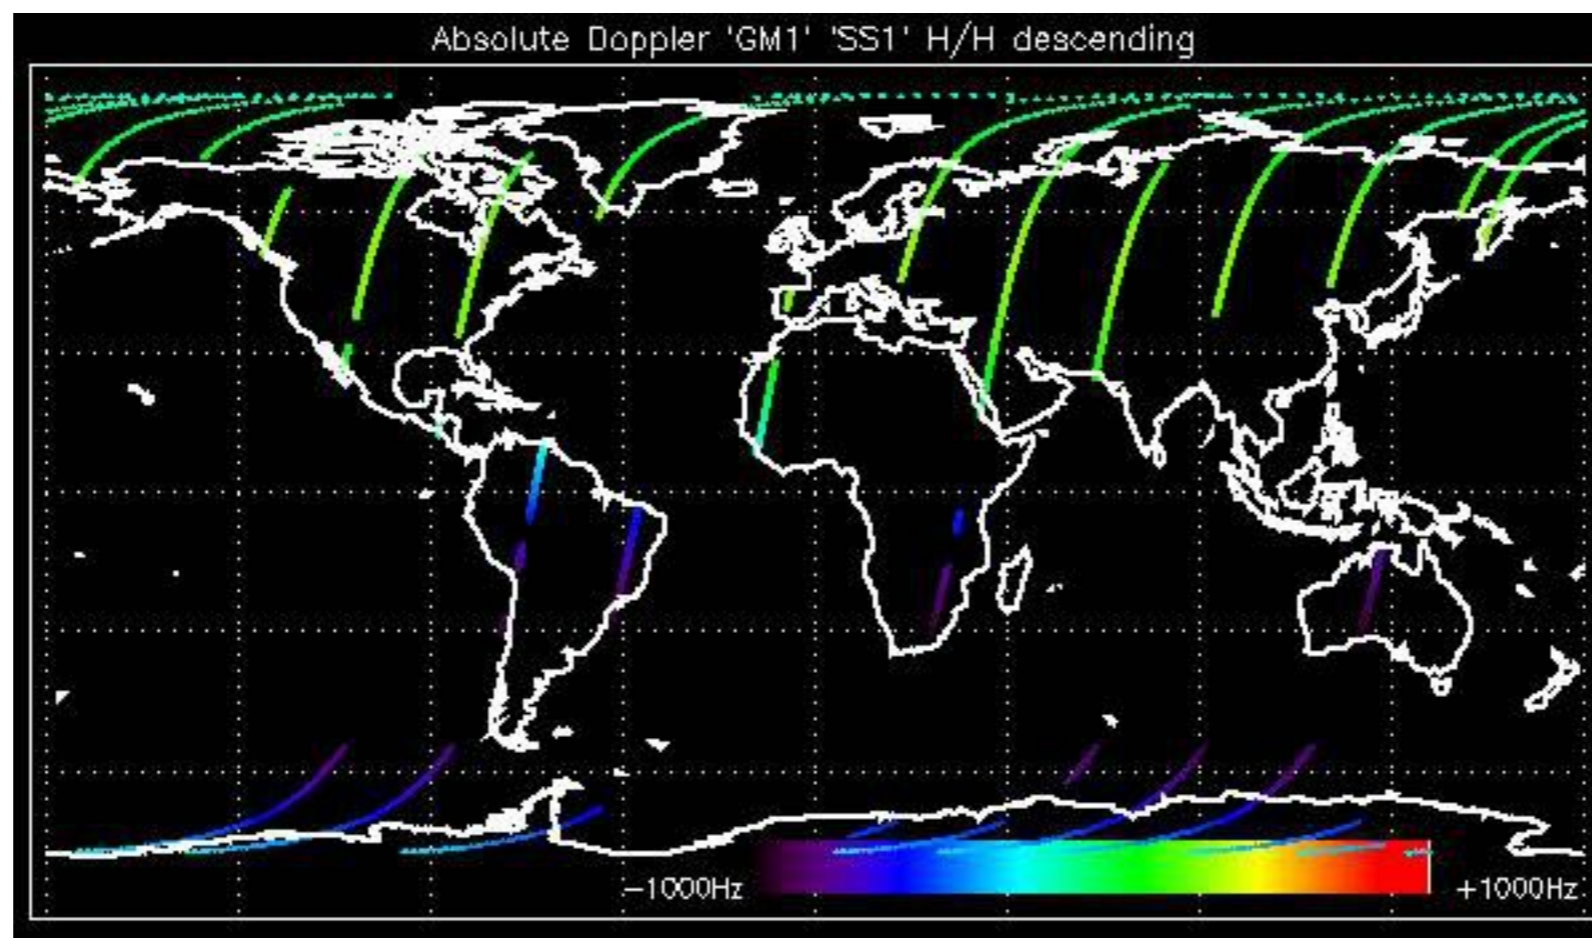 Absolute Doppler 'GM1' 'SS1' H/H descending
−1000Hz
+1000Hz